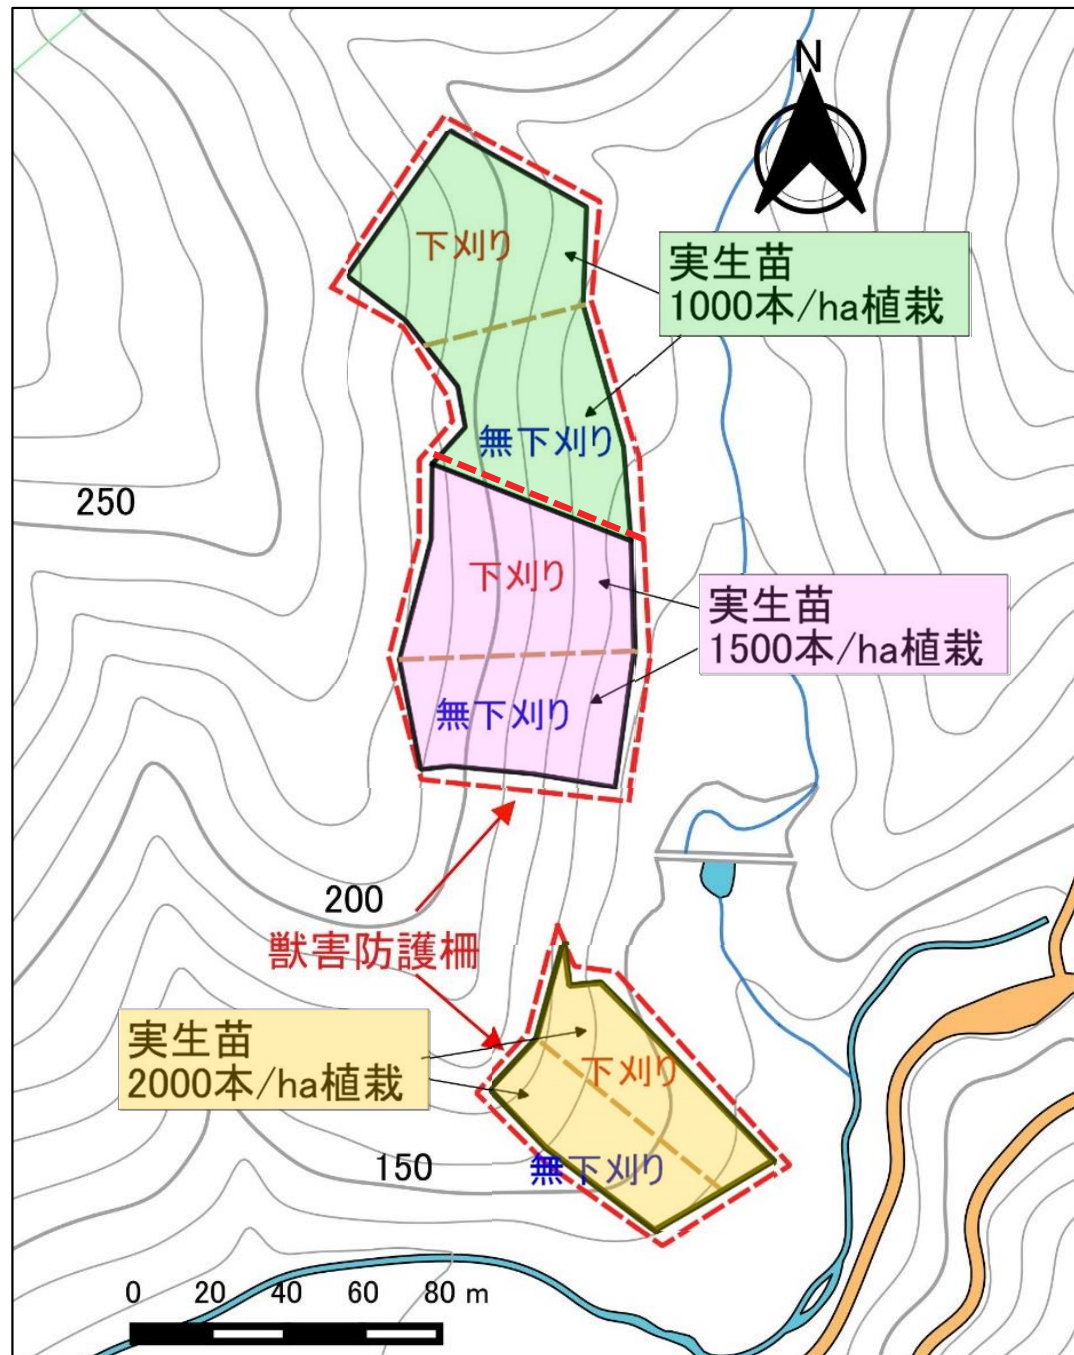 N
下刈り
実生苗
1000本/ha植栽
無下刈り
250
下刈り
実生苗
1500本/ha植栽
無下刈り
200
獣害防護柵
実生苗
2000本/ha植栽
下刈り
150
無下刈り
0 20 40 60 80 m